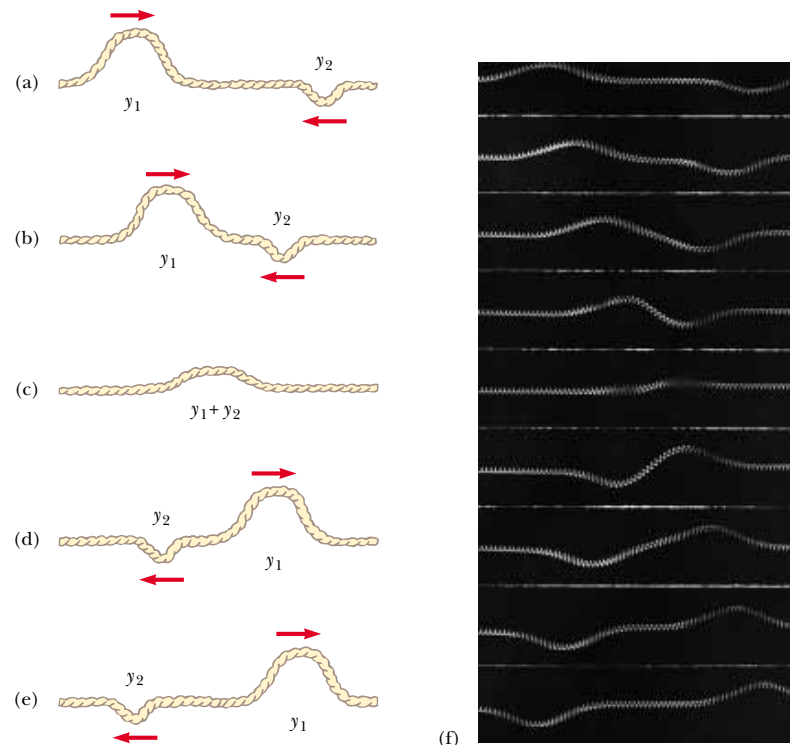 (a)
y₁
y₂
(b)
y₁
y₂
(c)
y₁ + y₂
(d)
y₂
y₁
(e)
y₂
y₁
(f)